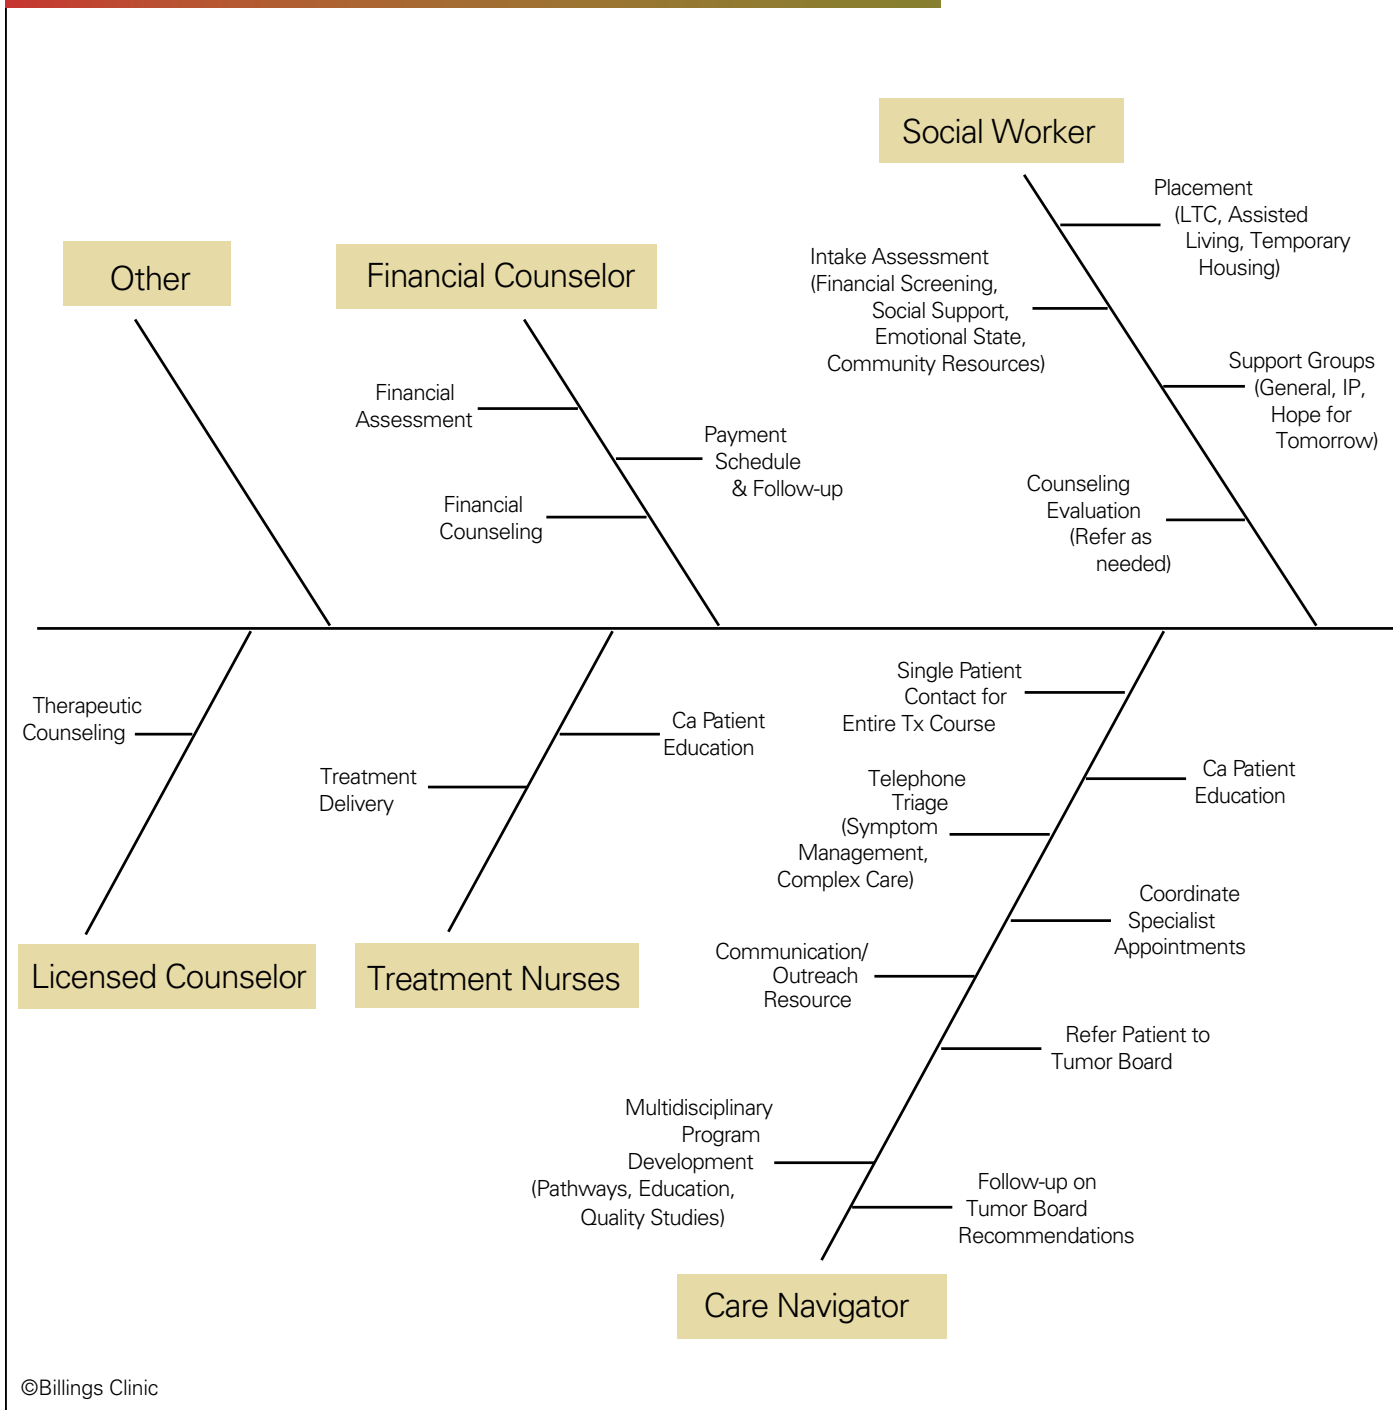 Social Worker
Placement
(LTC, Assisted
Living, Temporary
Housing)
Intake Assessment
(Financial Screening,
Social Support,
Emotional State,
Community Resources)
Support Groups
(General, IP,
Hope for
Tomorrow)
Counseling
Evaluation
(Refer as
needed)
Other
Financial Counselor
Financial
Assessment
Payment
Schedule
& Follow-up
Financial
Counseling
Therapeutic
Counseling
Licensed Counselor
Ca Patient
Education
Treatment
Delivery
Treatment Nurses
Single Patient
Contact for
Entire Tx Course
Ca Patient
Education
Telephone
Triage
(Symptom
Management,
Complex Care)
Coordinate
Specialist
Appointments
Communication/
Outreach
Resource
Refer Patient to
Tumor Board
Multidisciplinary
Program
Development
(Pathways, Education,
Quality Studies)
Follow-up on
Tumor Board
Recommendations
Care Navigator
©Billings Clinic